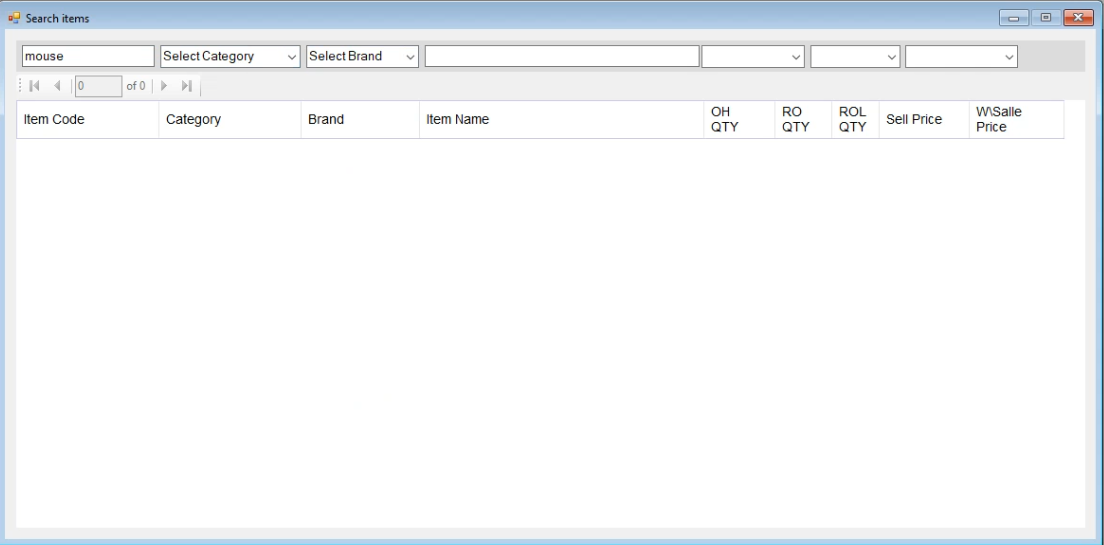 Search items
mouse Select Category Select Brand
0 of 0
Item Code Category Brand Item Name OH QTY RO QTY ROL QTY Sell Price W\Salle Price